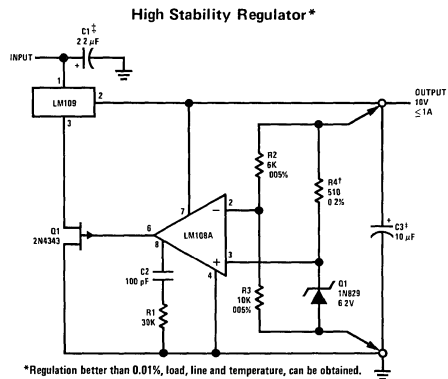 High Stability Regulator*
C1‡
2 2 μF
INPUT
+
1
LM109
2
3
OUTPUT
10V
≤ 1A
R2
6K
005%
R4†
510
0 2%
7
2
−
6
LM108A
8
+
3
4
Q1
2N4343
C2
100 pF
R1
30K
R3
10K
005%
Q1
1N829
6 2V
+
C3‡
10 μF
*Regulation better than 0.01%, load, line and temperature, can be obtained.